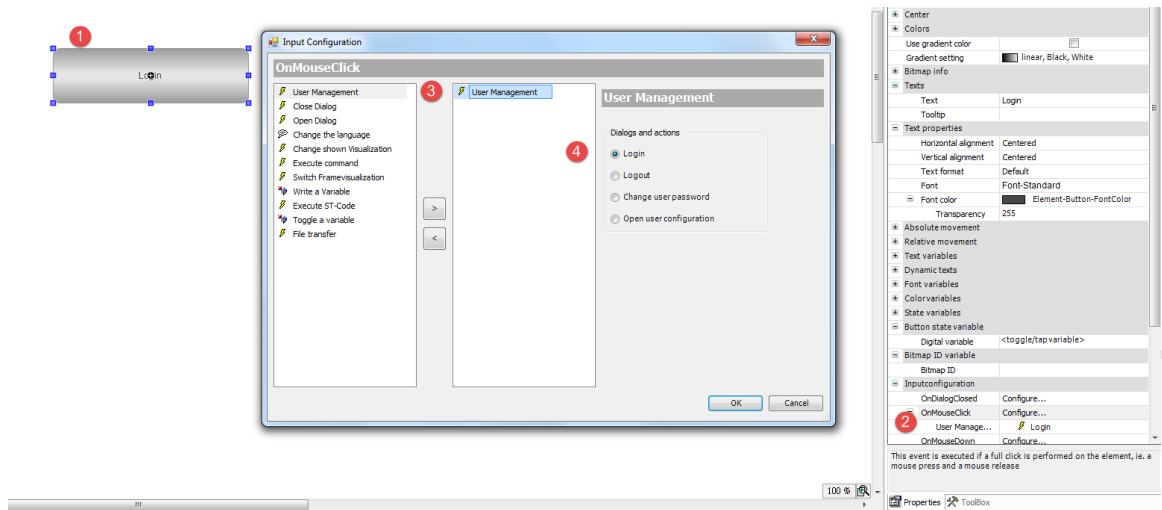 1
Login
Input Configuration
OnMouseClick
User Management
Close Dialog
Open Dialog
Change the language
Change shown Visualization
Execute command
Switch Framevisualization
Write a Variable
Execute ST-Code
Toggle a variable
File transfer
3
>
<
User Management
User Management
Dialogs and actions
4
Login
Logout
Change user password
Open user configuration
OK
Cancel
100 %
Center
Colors
Use gradient color
Gradient setting linear, Black, White
Bitmap info
Texts
Text Login
Tooltip
Text properties
Horizontal alignment Centered
Vertical alignment Centered
Text format Default
Font Font-Standard
Font color Element-Button-FontColor
Transparency 255
Absolute movement
Relative movement
Text variables
Dynamic texts
Font variables
Colorvariables
State variables
Button state variable
Digital variable <toggle/tap variable>
Bitmap ID variable
Bitmap ID
Inputconfiguration
OnDialogClosed Configure...
OnMouseClick Configure...
2
User Manage... Login
OnMouseDown Configure...
This event is executed if a full click is performed on the element, ie. a
mouse press and a mouse release
Properties ToolBox